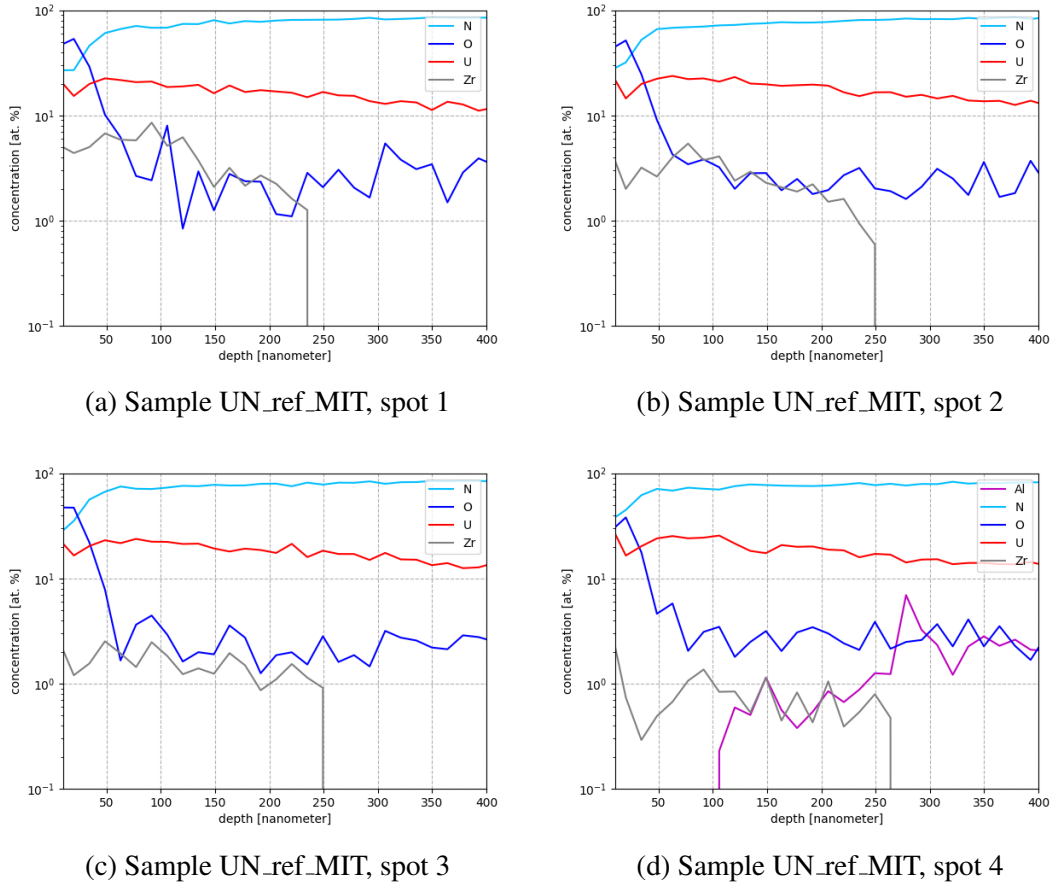 10²
10¹
10⁰
10⁻¹
concentration [at. %]
50 100 150 200 250 300 350 400
depth [nanometer]
N
O
U
Zr
(a) Sample UN_ref_MIT, spot 1
10²
10¹
10⁰
10⁻¹
concentration [at. %]
50 100 150 200 250 300 350 400
depth [nanometer]
N
O
U
Zr
(b) Sample UN_ref_MIT, spot 2
10²
10¹
10⁰
10⁻¹
concentration [at. %]
50 100 150 200 250 300 350 400
depth [nanometer]
N
O
U
Zr
(c) Sample UN_ref_MIT, spot 3
10²
10¹
10⁰
10⁻¹
concentration [at. %]
50 100 150 200 250 300 350 400
depth [nanometer]
Al
N
O
U
Zr
(d) Sample UN_ref_MIT, spot 4